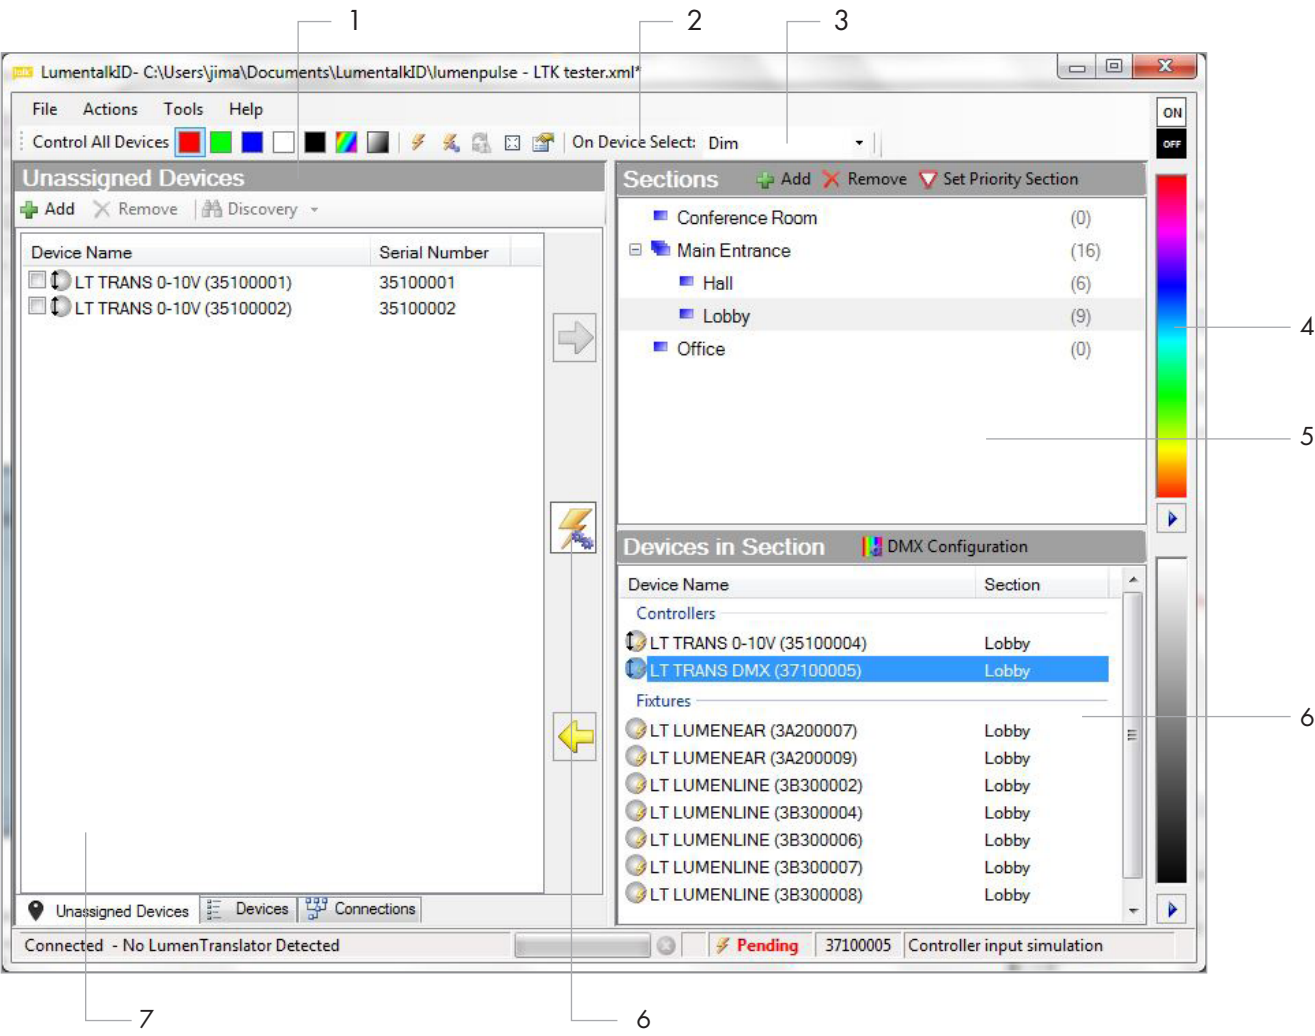 1
2
3
talk LumentalkID- C:\Users\jima\Documents\LumentalkID\lumenpulse - LTK tester.xml*
File Actions Tools Help
ON
Control All Devices On Device Select: Dim
OFF
Unassigned Devices
Add Remove Discovery
Device Name Serial Number
LT TRANS 0-10V (35100001) 35100001
LT TRANS 0-10V (35100002) 35100002
Sections Add Remove Set Priority Section
Conference Room (0)
Main Entrance (16)
Hall (6)
Lobby (9)
Office (0)
4
5
Devices in Section DMX Configuration
Device Name Section
Controllers
LT TRANS 0-10V (35100004) Lobby
LT TRANS DMX (37100005) Lobby
Fixtures
LT LUMENEAR (3A200007) Lobby
LT LUMENEAR (3A200009) Lobby
LT LUMENLINE (3B300002) Lobby
LT LUMENLINE (3B300004) Lobby
LT LUMENLINE (3B300006) Lobby
LT LUMENLINE (3B300007) Lobby
LT LUMENLINE (3B300008) Lobby
6
Unassigned Devices Devices Connections
Connected - No LumenTranslator Detected Pending 37100005 Controller input simulation
7
6